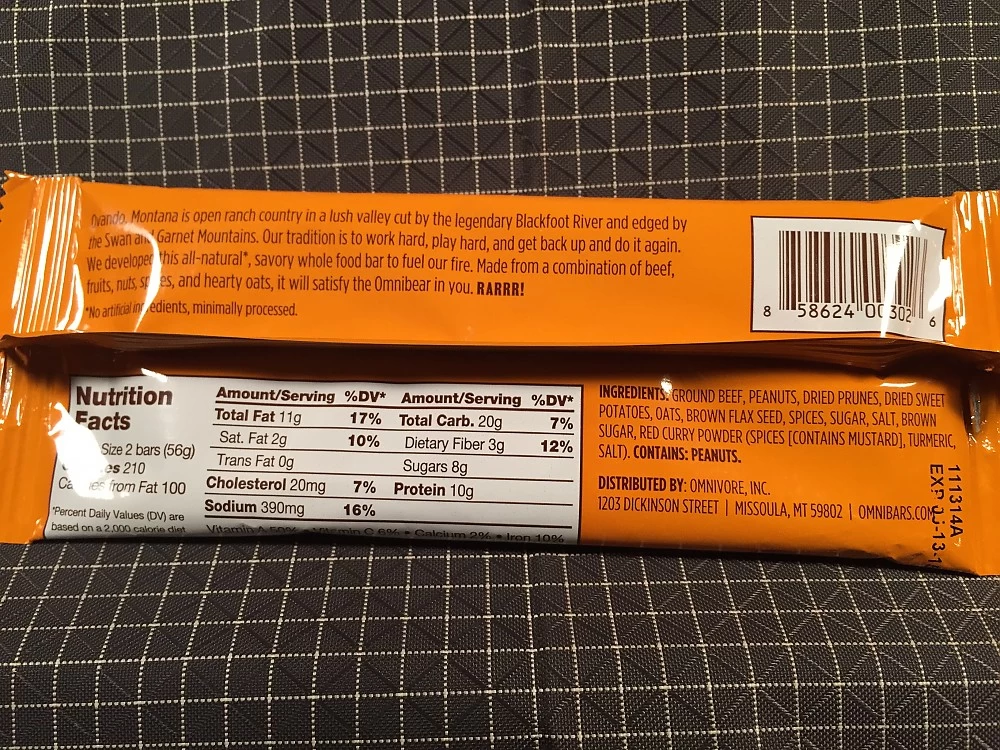 Montana is open ranch country in a lush valley cut by the legendary Blackfoot River and edged by
the Swan and Garnet Mountains. Our tradition is to work hard, play hard, and get back up and do it again.
We developed this all-natural*, savory whole food bar to fuel our fire. Made from a combination of beef,
fruits, nuts, and hearty oats, it will satisfy the Omnibear in you. RARRR!
*No artificial minimally processed.
8 58624 00302 6
Nutrition
Facts
Size 2 bars (56g)
210
from Fat 100
*Percent Daily Values (DV) are
based on a 2,000 calorie diet
Amount/Serving %DV* Amount/Serving %DV*
Total Fat 11g 17% Total Carb. 20g 7%
Sat. Fat 2g 10% Dietary Fiber 3g 12%
Trans Fat 0g Sugars 8g
Cholesterol 20mg 7% Protein 10g
Sodium 390mg 16%
Vitamin A 50% • Vitamin C 6% • Calcium 2% • Iron 10%
INGREDIENTS: GROUND BEEF, PEANUTS, DRIED PRUNES, DRIED SWEET
POTATOES, OATS, BROWN FLAX SEED, SPICES, SUGAR, SALT, BROWN
SUGAR, RED CURRY POWDER (SPICES [CONTAINS MUSTARD], TURMERIC,
SALT). CONTAINS: PEANUTS.
DISTRIBUTED BY: OMNIVORE, INC.
1203 DICKINSON STREET | MISSOULA, MT 59802 | OMNIBARS.COM
111314A
EXP